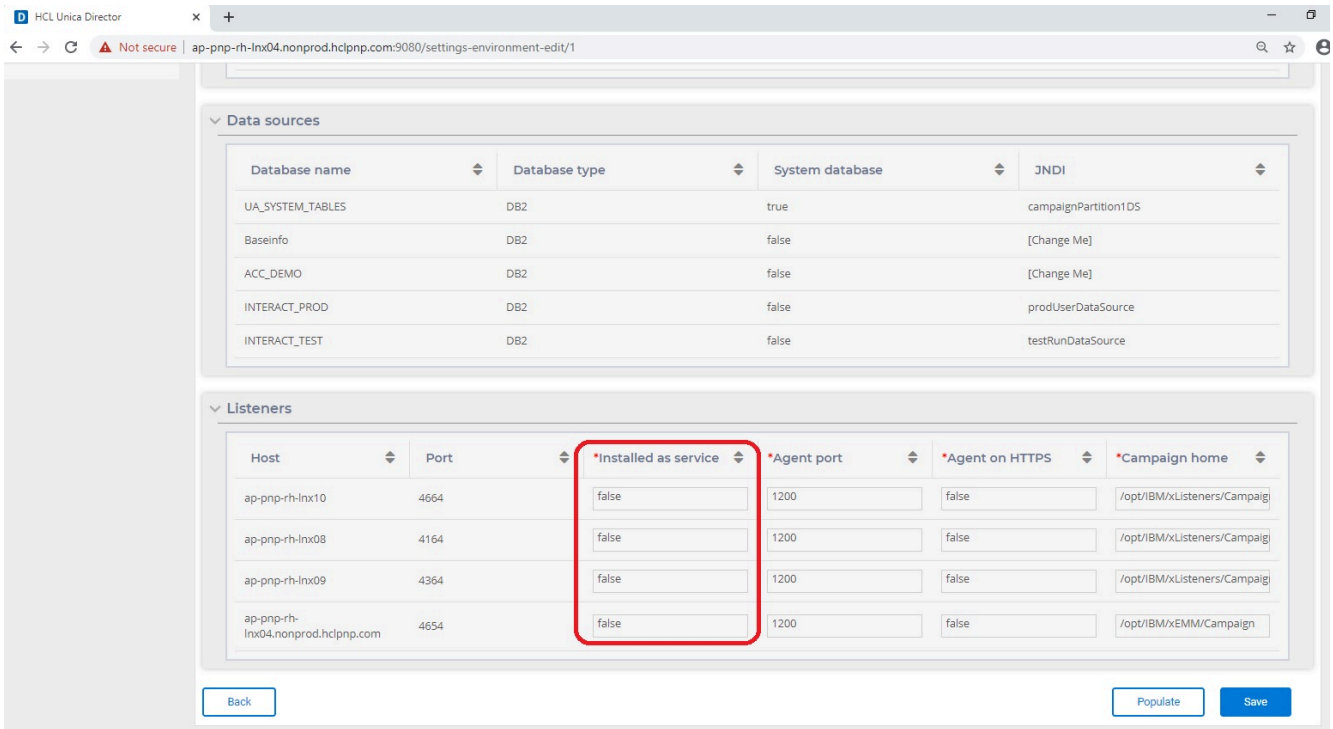 D HCL Unica Director
Not secure | ap-pnp-rh-lnx04.nonprod.hclpnp.com:9080/settings-environment-edit/1
Data sources
Database name Database type System database JNDI
UA_SYSTEM_TABLES DB2 true campaignPartition1DS
Baseinfo DB2 false [Change Me]
ACC_DEMO DB2 false [Change Me]
INTERACT_PROD DB2 false prodUserDataSource
INTERACT_TEST DB2 false testRunDataSource
Listeners
Host Port *Installed as service *Agent port *Agent on HTTPS *Campaign home
ap-pnp-rh-lnx10 4664 false 1200 false /opt/IBM/xListeners/Campaig
ap-pnp-rh-lnx08 4164 false 1200 false /opt/IBM/xListeners/Campaig
ap-pnp-rh-lnx09 4364 false 1200 false /opt/IBM/xListeners/Campaig
ap-pnp-rh-
lnx04.nonprod.hclpnp.com 4654 false 1200 false /opt/IBM/xEMM/Campaign
Back Populate Save